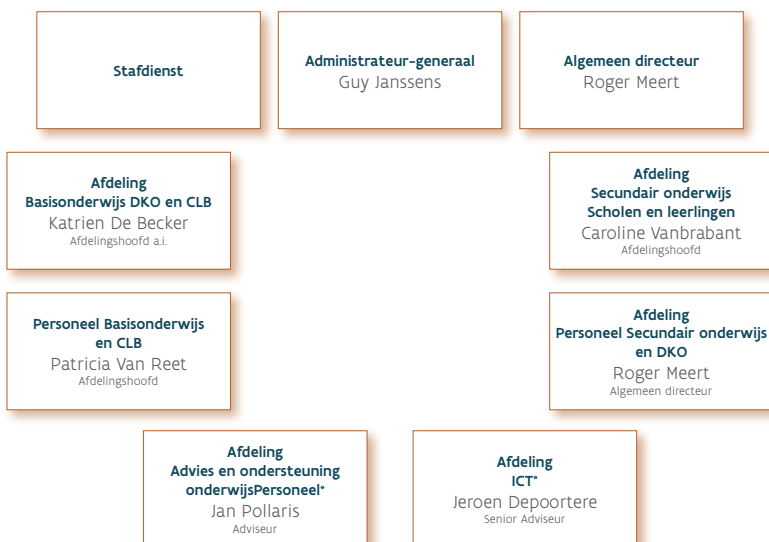 Stafdienst
Administrateur-generaal
Guy Janssens
Algemeen directeur
Roger Meert
Afdeling
Basisonderwijs DKO en CLB
Katrien De Becker
Afdelingshoofd a.i.
Afdeling
Secundair onderwijs
Scholen en leerlingen
Caroline Vanbrabant
Afdelingshoofd
Personeel Basisonderwijs
en CLB
Patricia Van Reet
Afdelingshoofd
Afdeling
Personeel Secundair onderwijs
en DKO
Roger Meert
Algemeen directeur
Afdeling
Advies en ondersteuning
onderwijsPersoneel*
Jan Pollaris
Adviseur
Afdeling
ICT*
Jeroen Depoortere
Senior Adviseur